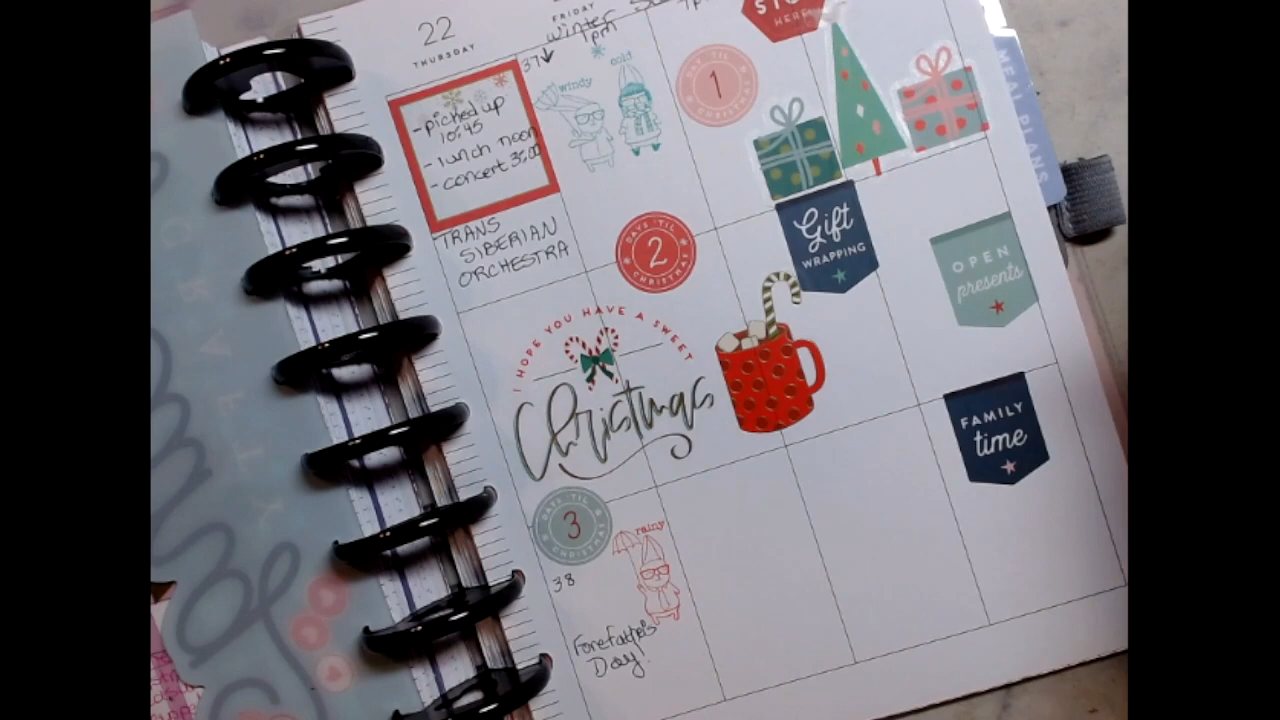 22
THURSDAY
FRIDAY
winter
1pm
37
- picked up
10:45
- lunch noon
- concert 3:00
TRANS
SIBERIAN
ORCHESTRA
windy
cold
DAYS 'TIL
1
CHRISTMAS
HERE
MEAL PLANS
DAYS 'TIL
2
CHRISTMAS
Gift
WRAPPING
OPEN
presents
I HOPE YOU HAVE A SWEET
Christmas
FAMILY
time
DAYS 'TIL
3
CHRISTMAS
rainy
38
Forefather's
Day!